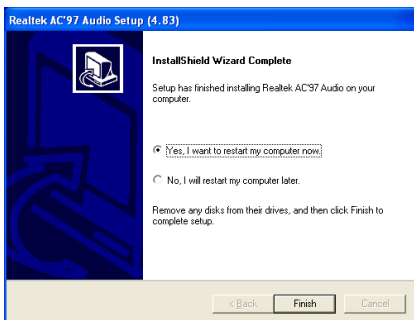 Realtek AC'97 Audio Setup (4.83)
InstallShield Wizard Complete
Setup has finished installing Realtek AC'97 Audio on your
computer.
Yes, I want to restart my computer now.
No, I will restart my computer later.
Remove any disks from their drives, and then click Finish to
complete setup.
< Back Finish Cancel